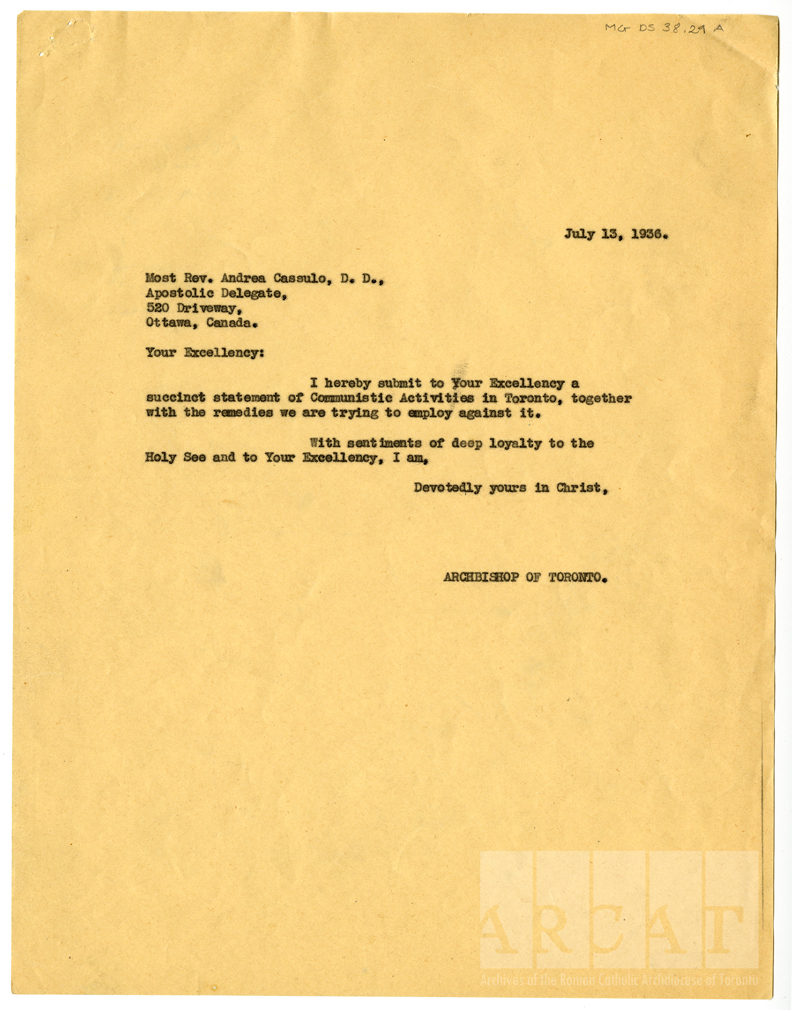 MG DS 38.29 A
July 13, 1936.
Most Rev. Andrea Cassulo, D. D.,
Apostolic Delegate,
520 Driveway,
Ottawa, Canada.
Your Excellency:
I hereby submit to Your Excellency a
succinct statement of Communistic Activities in Toronto, together
with the remedies we are trying to employ against it.
With sentiments of deep loyalty to the
Holy See and to Your Excellency, I am,
Devotedly yours in Christ,
ARCHBISHOP OF TORONTO.
ARCAT
Archives of the Roman Catholic Archdiocese of Toronto